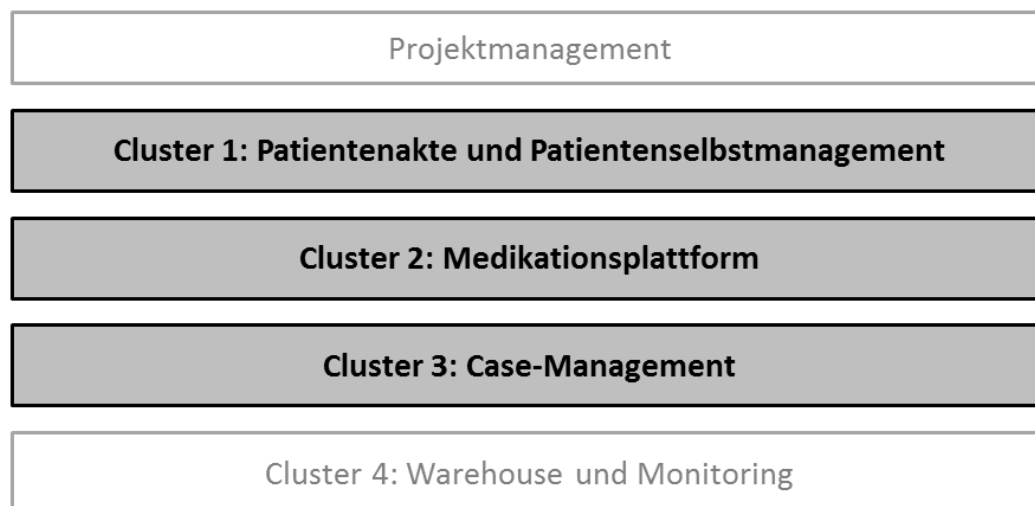 Projektmanagement
Cluster 1: Patientenakte und Patientenselbstmanagement
Cluster 2: Medikationsplattform
Cluster 3: Case-Management
Cluster 4: Warehouse und Monitoring